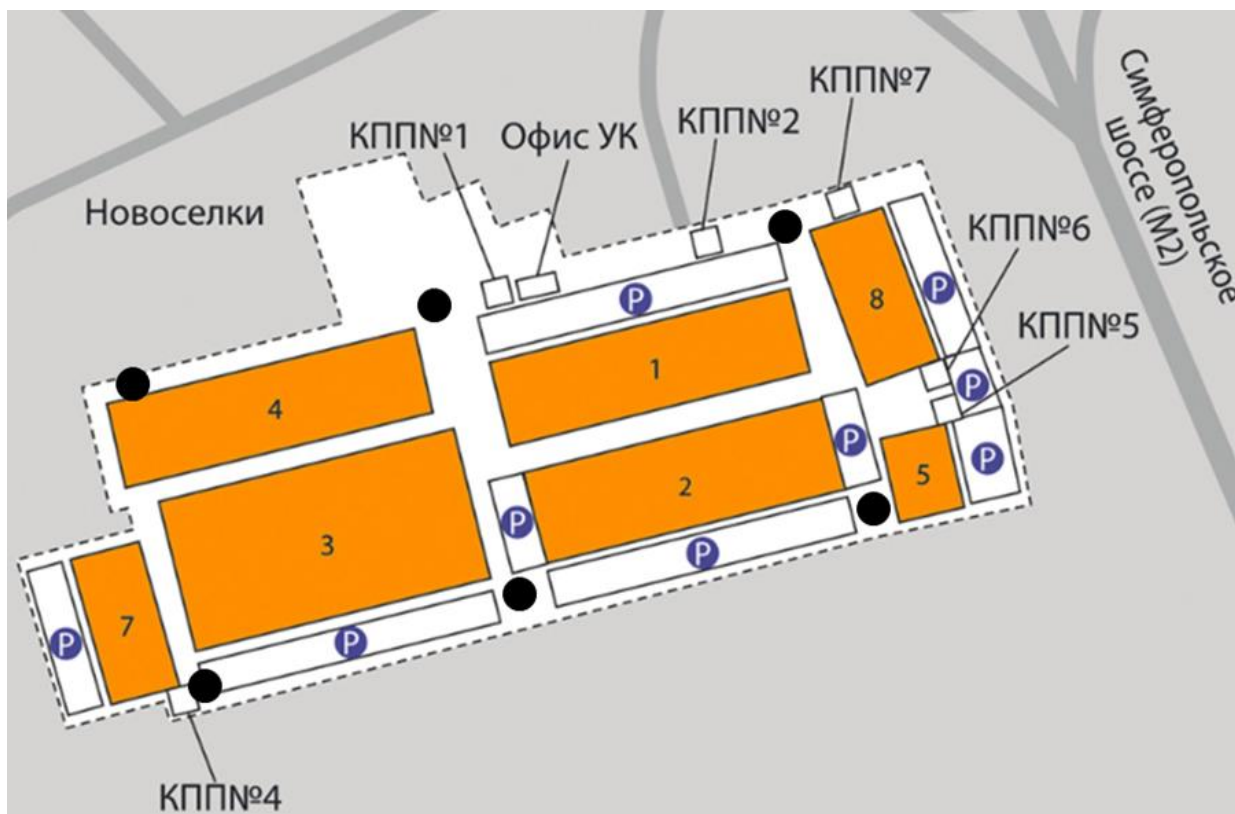 КПП№7
КПП№1
Офис УК
КПП№2
Симферопольское
шоссе (М2)
Новоселки
КПП№6
P
8
P
КПП№5
1
P
4
P
P
5
2
P
3
P
P
7
P
P
КПП№4